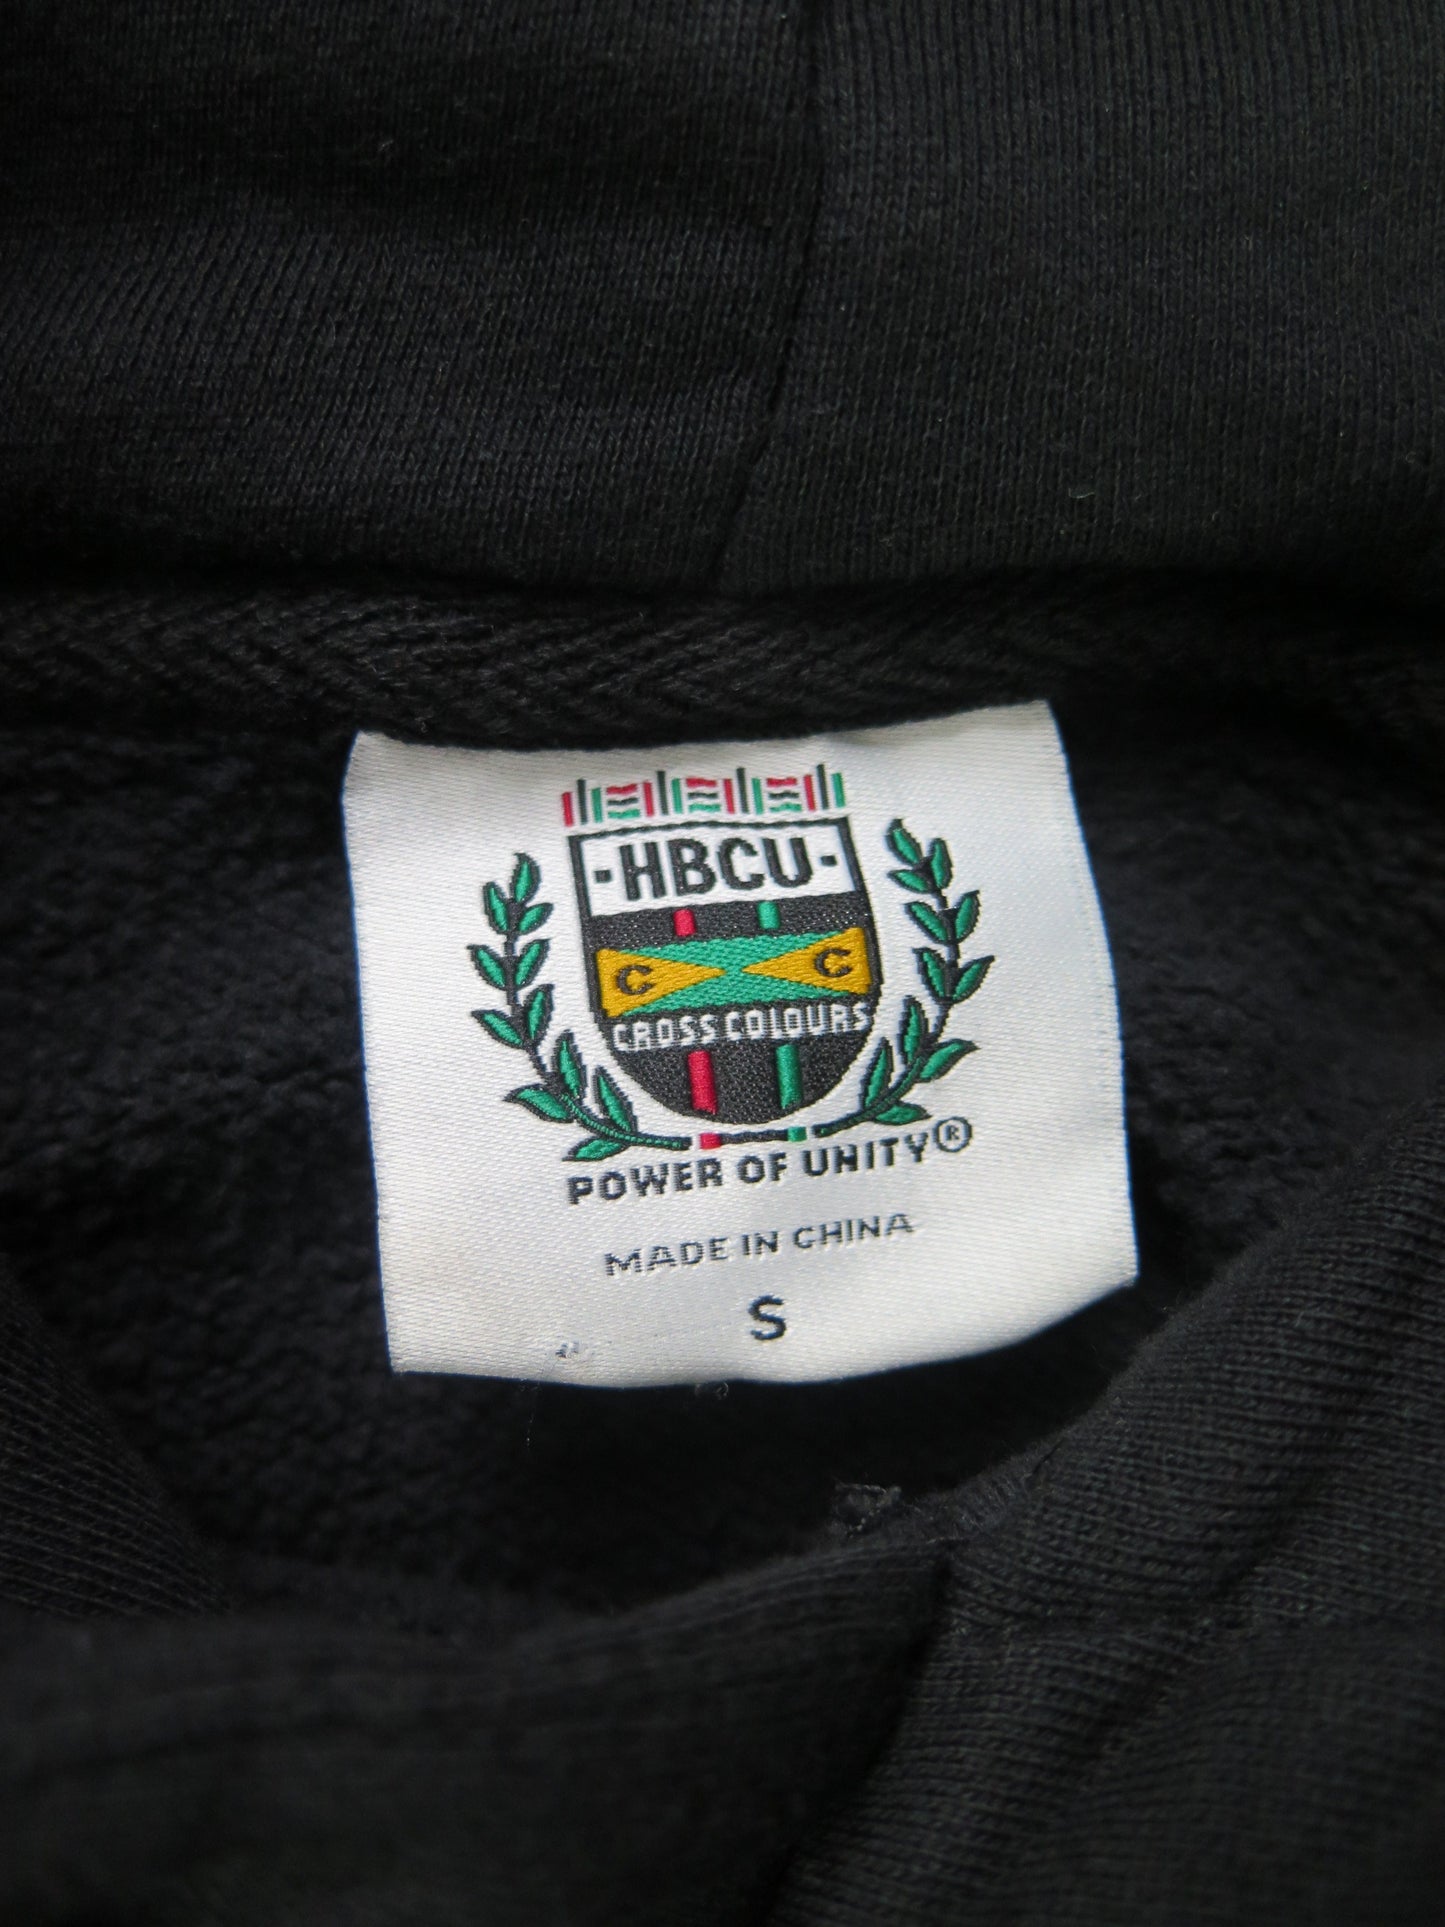 ·HBCU·
C C
CROSS COLOURS
POWER OF UNITY®
MADE IN CHINA
S